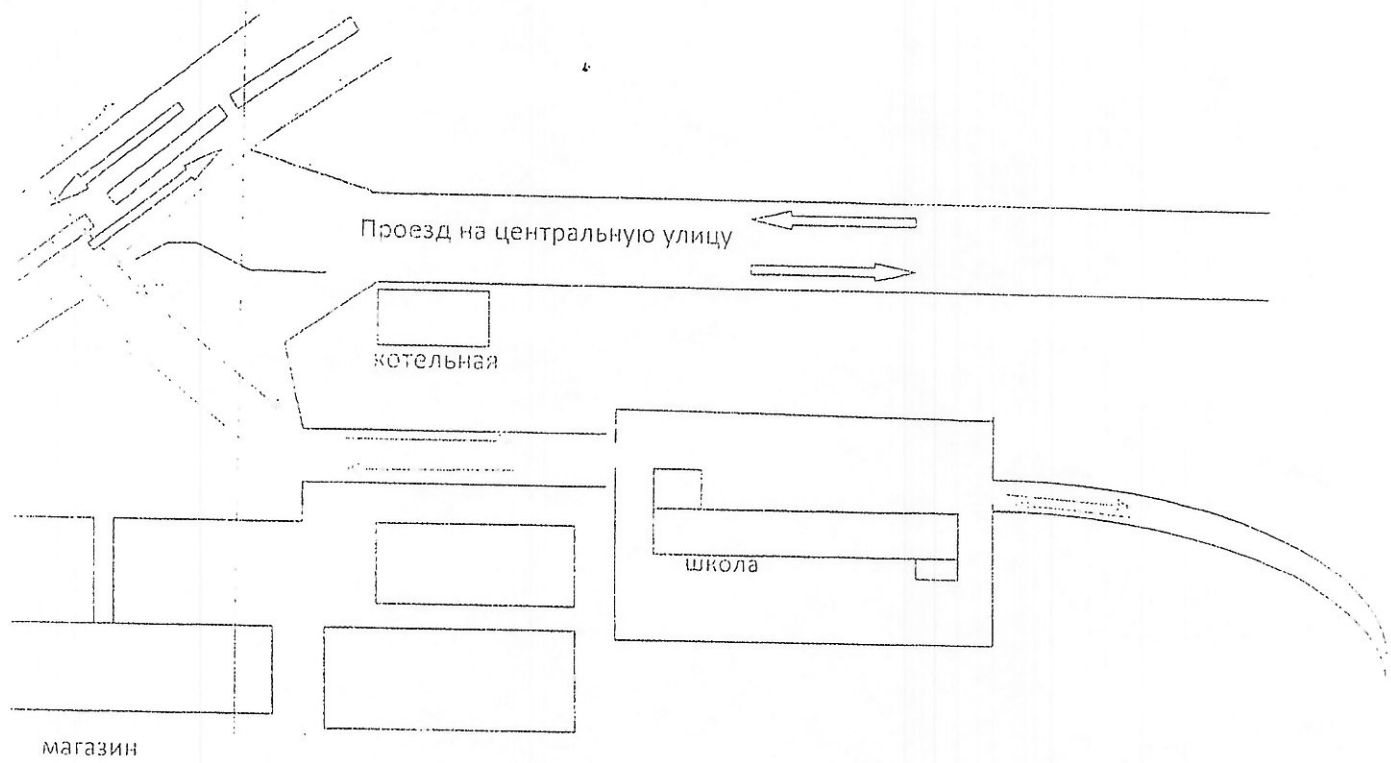 Проезд на центральную улицу
котельная
школа
магазин